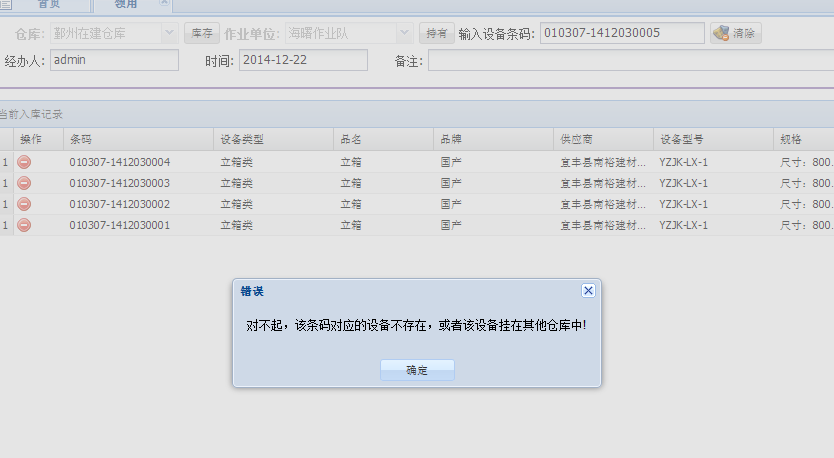 首页 领用
仓库: 鄞州在建仓库 库存 作业单位: 海曙作业队 持有 输入设备条码: 010307-1412030005 清除
经办人: admin 时间: 2014-12-22 备注:
当前入库记录
操作 条码 设备类型 品名 品牌 供应商 设备型号 规格
1 010307-1412030004 立箱类 立箱 国产 宜丰县南裕建材... YZJK-LX-1 尺寸：800.
1 010307-1412030003 立箱类 立箱 国产 宜丰县南裕建材... YZJK-LX-1 尺寸：800.
1 010307-1412030002 立箱类 立箱 国产 宜丰县南裕建材... YZJK-LX-1 尺寸：800.
1 010307-1412030001 立箱类 立箱 国产 宜丰县南裕建材... YZJK-LX-1 尺寸：800.
错误
对不起，该条码对应的设备不存在，或者该设备挂在其他仓库中!
确定